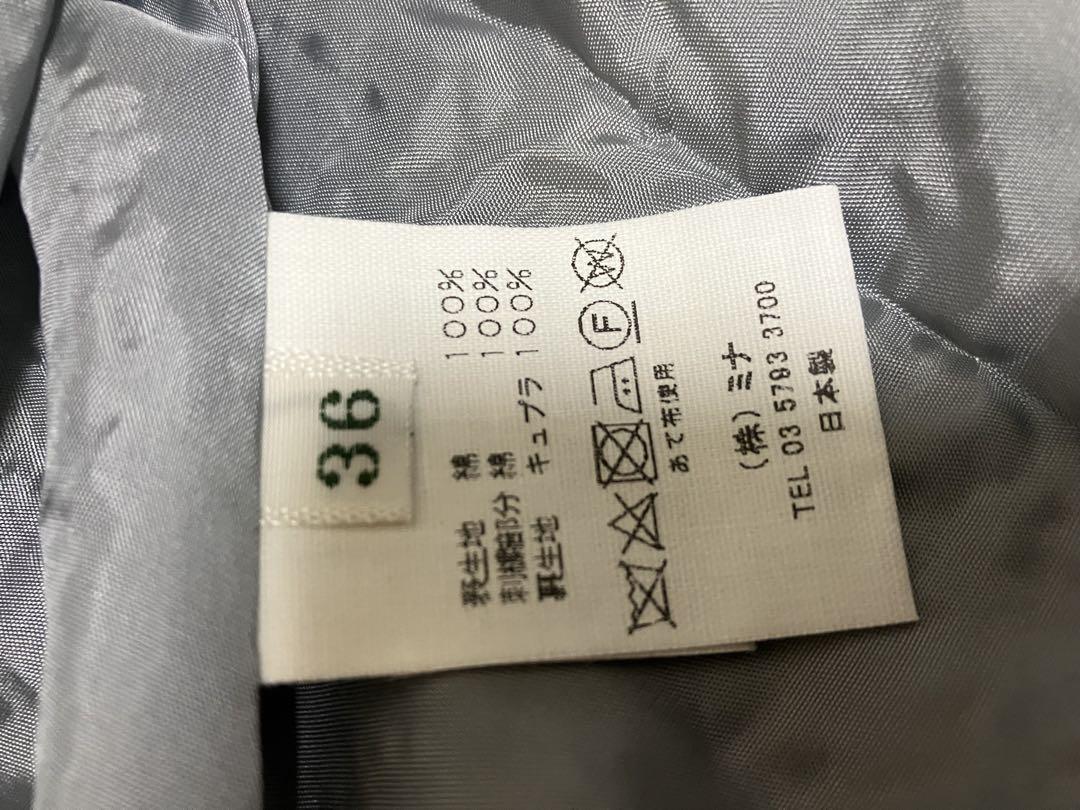 36
表生地 綿 100%
刺繍部分 綿 100%
裏生地 キュプラ 100%
F
あて布使用
(株)ミナ
TEL 03 5783 3700
日本製